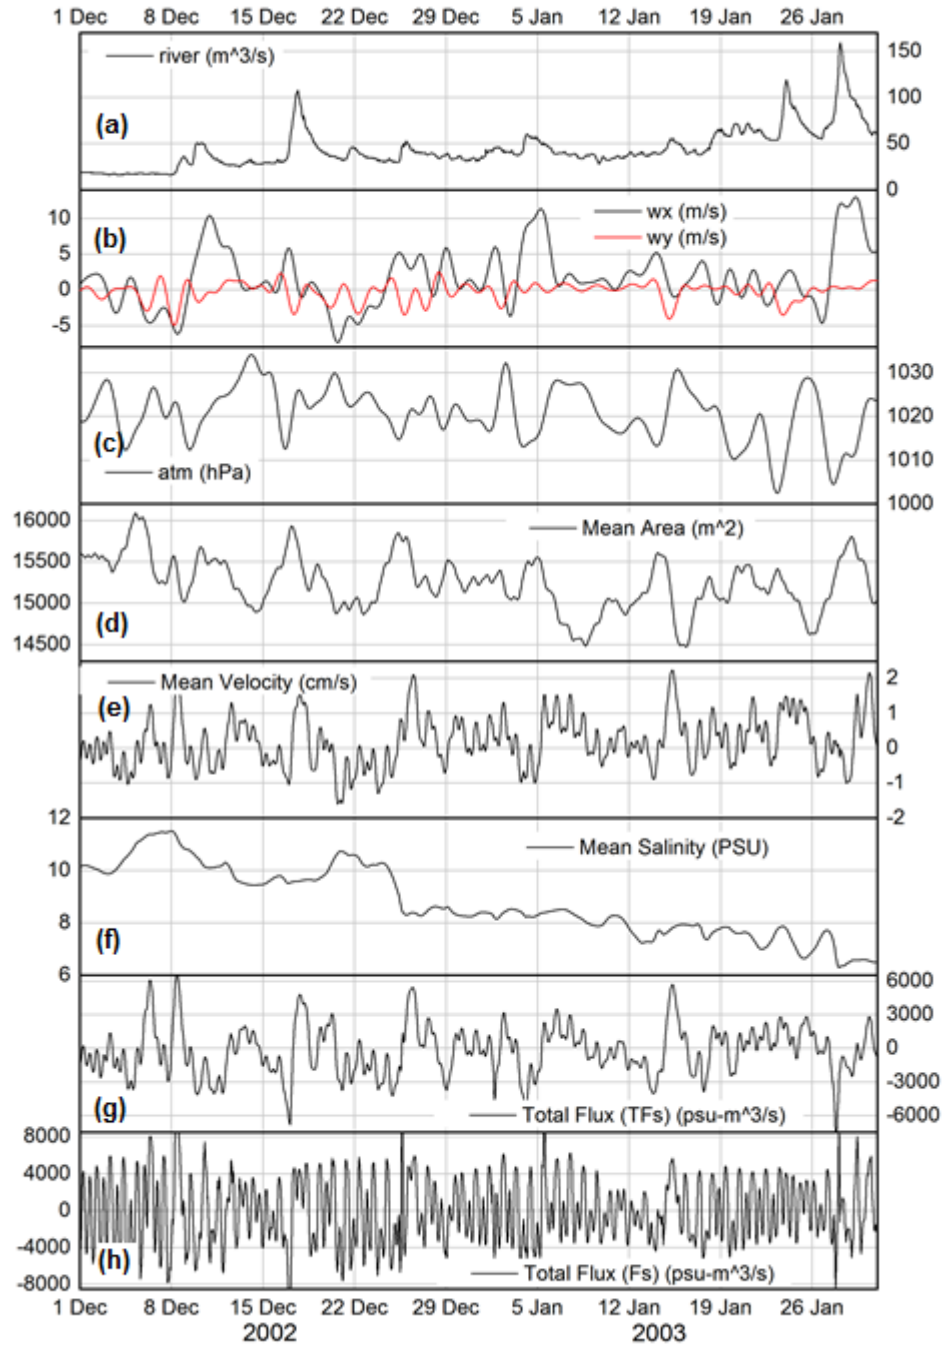 1 Dec 8 Dec 15 Dec 22 Dec 29 Dec 5 Jan 12 Jan 19 Jan 26 Jan
river (m^3/s)
150
100
(a)
50
0
10
wx (m/s)
(b)
wy (m/s)
5
0
-5
1030
1020
(c)
atm (hPa)
1010
1000
16000
Mean Area (m^2)
15500
15000
(d)
14500
Mean Velocity (cm/s)
2
(e)
1
0
-1
12
-2
Mean Salinity (PSU)
10
8
(f)
6
6000
3000
0
-3000
(g)
Total Flux (TFs) (psu-m^3/s)
-6000
8000
4000
0
-4000
(h)
Total Flux (Fs) (psu-m^3/s)
-8000
1 Dec 8 Dec 15 Dec 22 Dec 29 Dec 5 Jan 12 Jan 19 Jan 26 Jan
2002 2003